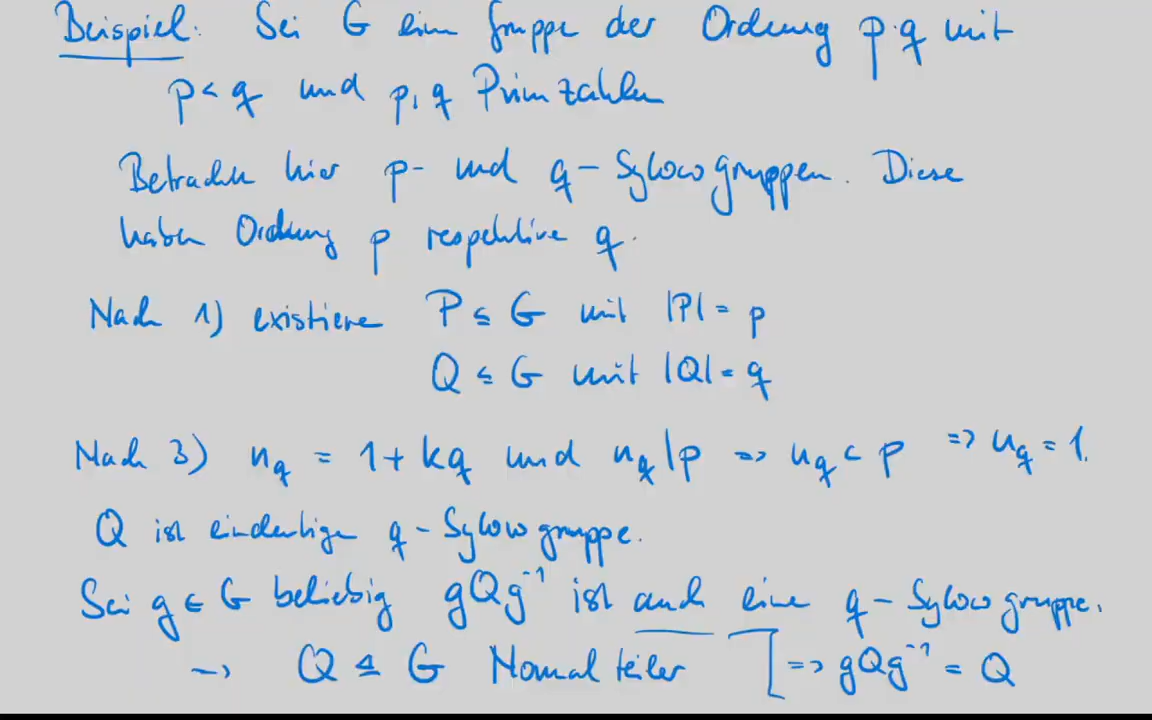 Beispiel: Sei G eine Gruppe der Ordnung p·q mit
p < q und p, q Primzahlen
Betrachte hier p- und q-Sylowgruppen. Diese
haben Ordnung p respektive q.
Nach 1) existiere P ≤ G mit |P| = p
Q ≤ G mit |Q| = q
Nach 3) n_q = 1 + kq und n_q | p => n_q < p => n_q = 1.
Q ist eindeutige q-Sylowgruppe.
Sei g ∈ G beliebig gQg⁻¹ ist auch eine q-Sylowgruppe.
→ Q ⊴ G Normalteiler [=> gQg⁻¹ = Q